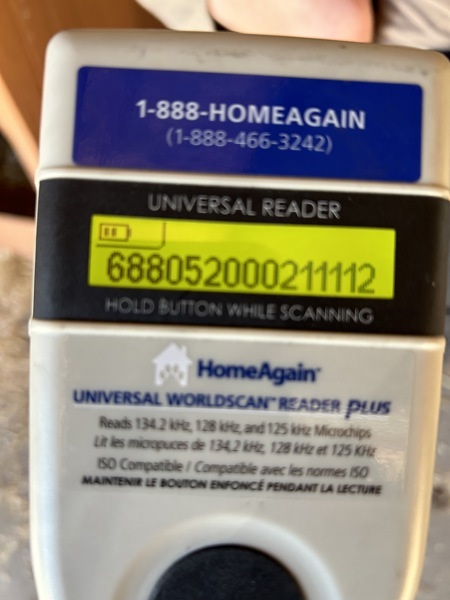 1-888-HOMEAGAIN
(1-888-466-3242)
UNIVERSAL READER
688052000211112
HOLD BUTTON WHILE SCANNING
HomeAgain™
UNIVERSAL WORLDSCAN™ READER PLUS
Reads 134.2 kHz, 128 kHz, and 125 kHz Microchips
Lit les micropuces de 134,2 kHz, 128 kHz et 125 KHz
ISO Compatible / Compatible avec les normes ISO
MAINTENIR LE BOUTON ENFONCÉ PENDANT LA LECTURE